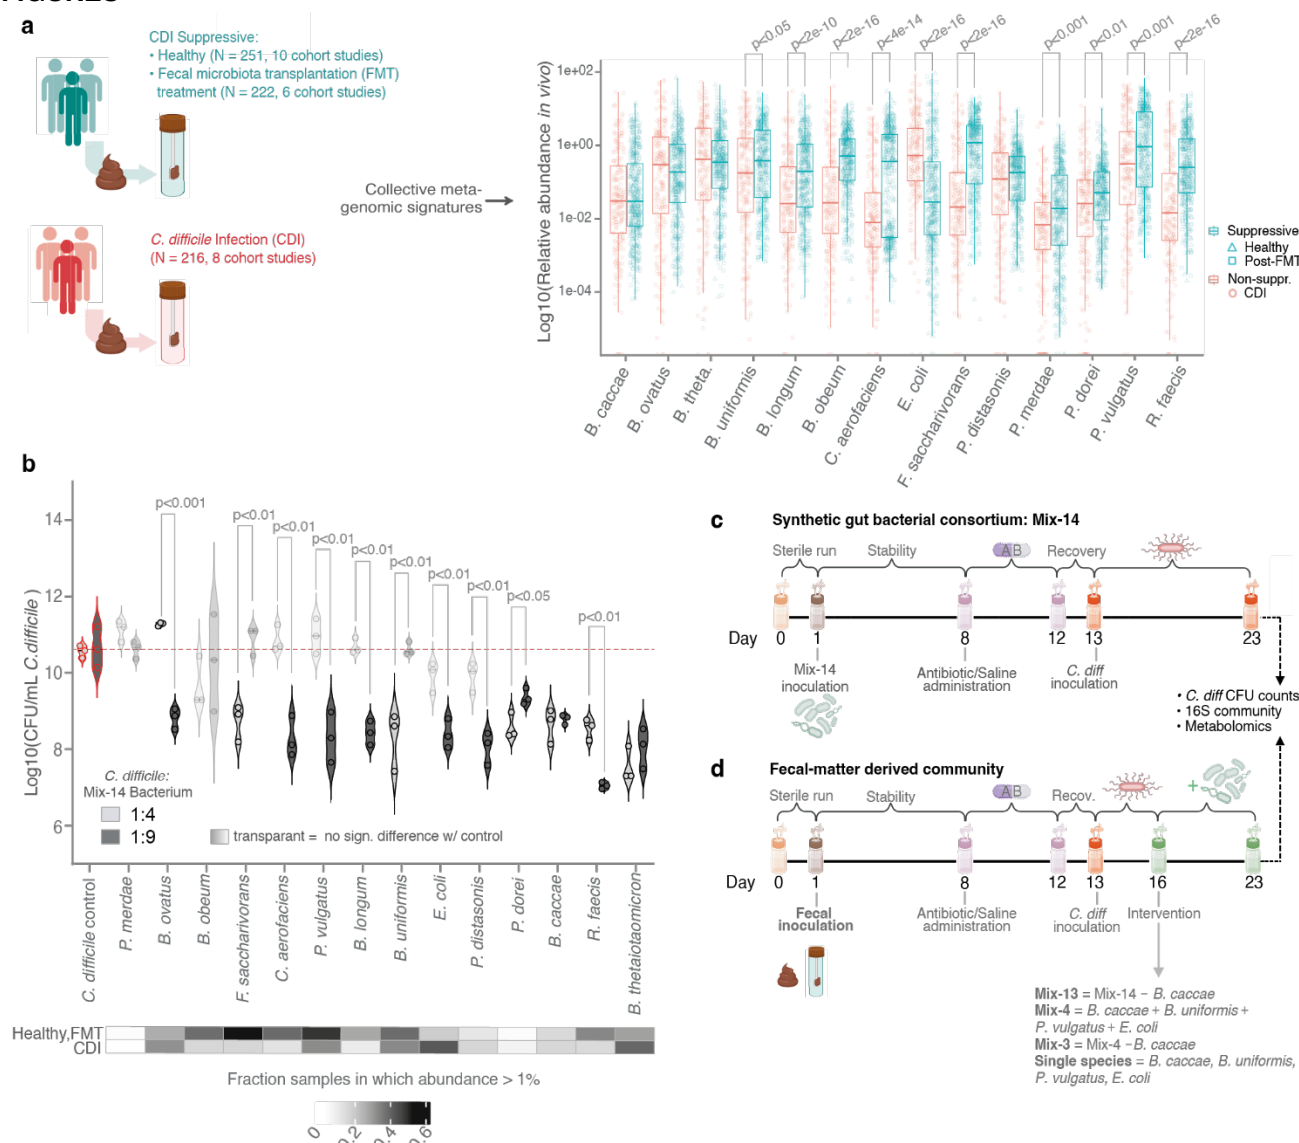 a
CDI Suppressive:
• Healthy (N = 251, 10 cohort studies)
• Fecal microbiota transplantation (FMT)
treatment (N = 222, 6 cohort studies)
C. difficile Infection (CDI)
(N = 216, 8 cohort studies)
Collective meta-
genomic signatures
Log10(Relative abundance in vivo)
1e+02
1e+00
1e-02
1e-04
p<0.05
p<2e-10
p<2e-16
p<4e-14
p<2e-16
p<2e-16
p<0.001
p<0.01
p<0.001
p<2e-16
B. caccae
B. ovatus
B. theta.
B. uniformis
B. longum
B. obeum
C. aerofaciens
E. coli
F. saccharivorans
P. distasonis
P. merdae
P. dorei
P. vulgatus
R. faecis
Suppressive
Healthy
Post-FMT
Non-suppr.
CDI
b
Log10(CFU/mL C.difficile )
14
12
10
8
6
p<0.001
p<0.01
p<0.01
p<0.01
p<0.01
p<0.01
p<0.01
p<0.01
p<0.05
p<0.01
C. difficile:
Mix-14 Bacterium
1:4
1:9
transparant = no sign. difference w/ control
C. difficile control
P. merdae
B. ovatus
B. obeum
F. saccharivorans
C. aerofaciens
P. vulgatus
B. longum
B. uniformis
E. coli
P. distasonis
P. dorei
B. caccae
R. faecis
B. thetaiotaomicron
Healthy,FMT
CDI
Fraction samples in which abundance > 1%
0
0.2
0.4
0.6
c
Synthetic gut bacterial consortium: Mix-14
Sterile run
Stability
AB
Recovery
Day
0
1
8
12
13
23
Mix-14
inoculation
Antibiotic/Saline
administration
C. diff
inoculation
• C. diff CFU counts
• 16S community
• Metabolomics
d
Fecal-matter derived community
Sterile run
Stability
AB
Recov.
+
Day
0
1
8
12
13
16
23
Fecal
inoculation
Antibiotic/Saline
administration
C. diff
inoculation
Intervention
Mix-13 = Mix-14 − B. caccae
Mix-4 = B. caccae + B. uniformis +
P. vulgatus + E. coli
Mix-3 = Mix-4 −B. caccae
Single species = B. caccae, B. uniformis,
P. vulgatus, E. coli